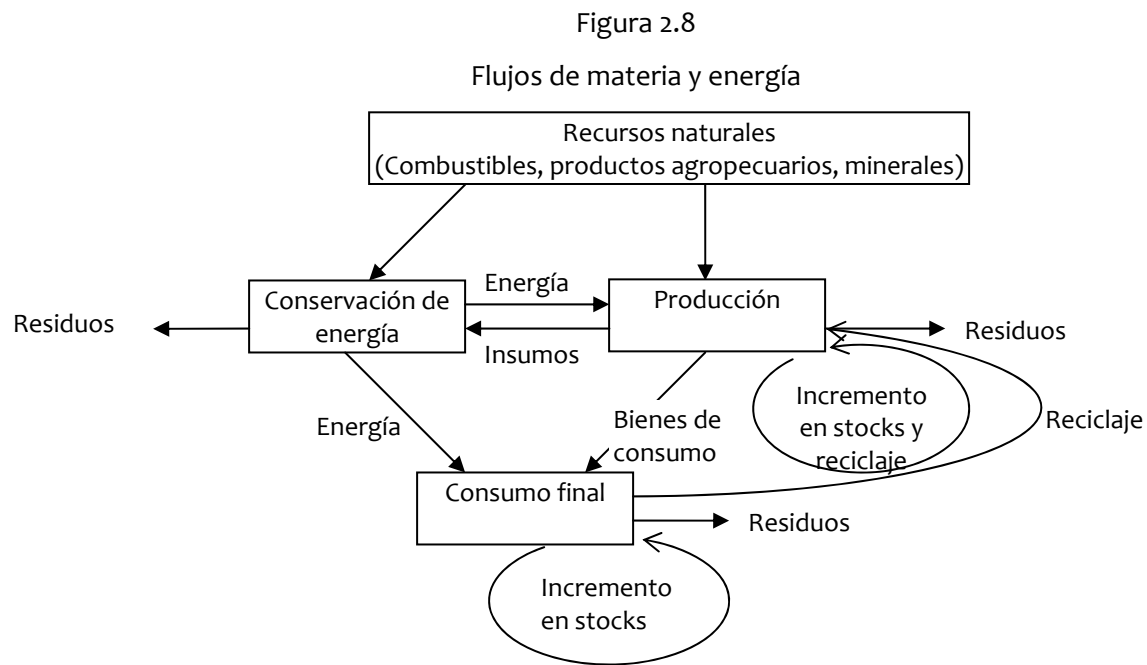 Figura 2.8
Flujos de materia y energía
Recursos naturales
(Combustibles, productos agropecuarios, minerales)
Conservación de
energía
Energía
Insumos
Producción
Residuos
Residuos
Energía
Bienes de
consumo
Incremento
en stocks y
reciclaje
Reciclaje
Consumo final
Residuos
Incremento
en stocks